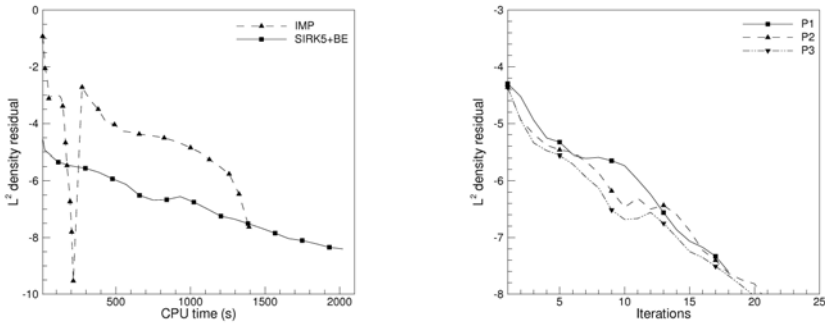 0
-2
-4
-6
-8
-10
L² density residual
IMP
SIRK5+BE
500
1000
1500
2000
CPU time (s)
-3
-4
-5
-6
-7
-8
L² density residual
P1
P2
P3
5
10
15
20
25
Iterations